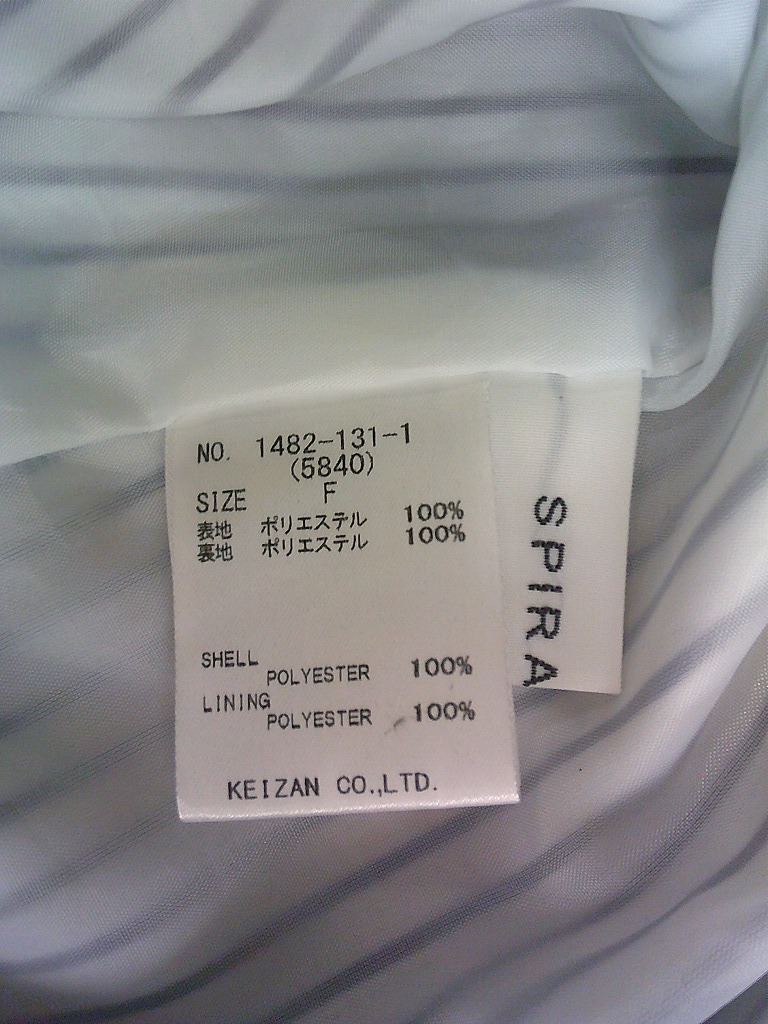 NO. 1482-131-1
(5840)
SIZE F
表地 ポリエステル 100%
裏地 ポリエステル 100%
SHELL
POLYESTER 100%
LINING
POLYESTER 100%
KEIZAN CO.,LTD.
SPIRA